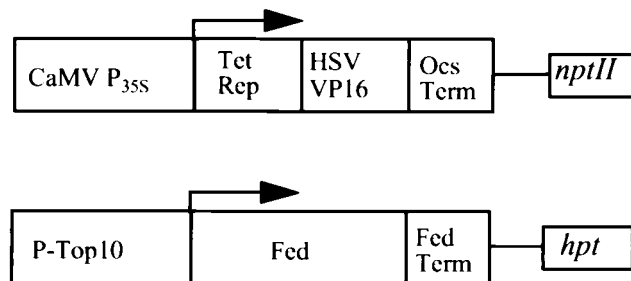 CaMV P35S
Tet
Rep
HSV
VP16
Ocs
Term
nptII
P-Top10
Fed
Fed
Term
hpt